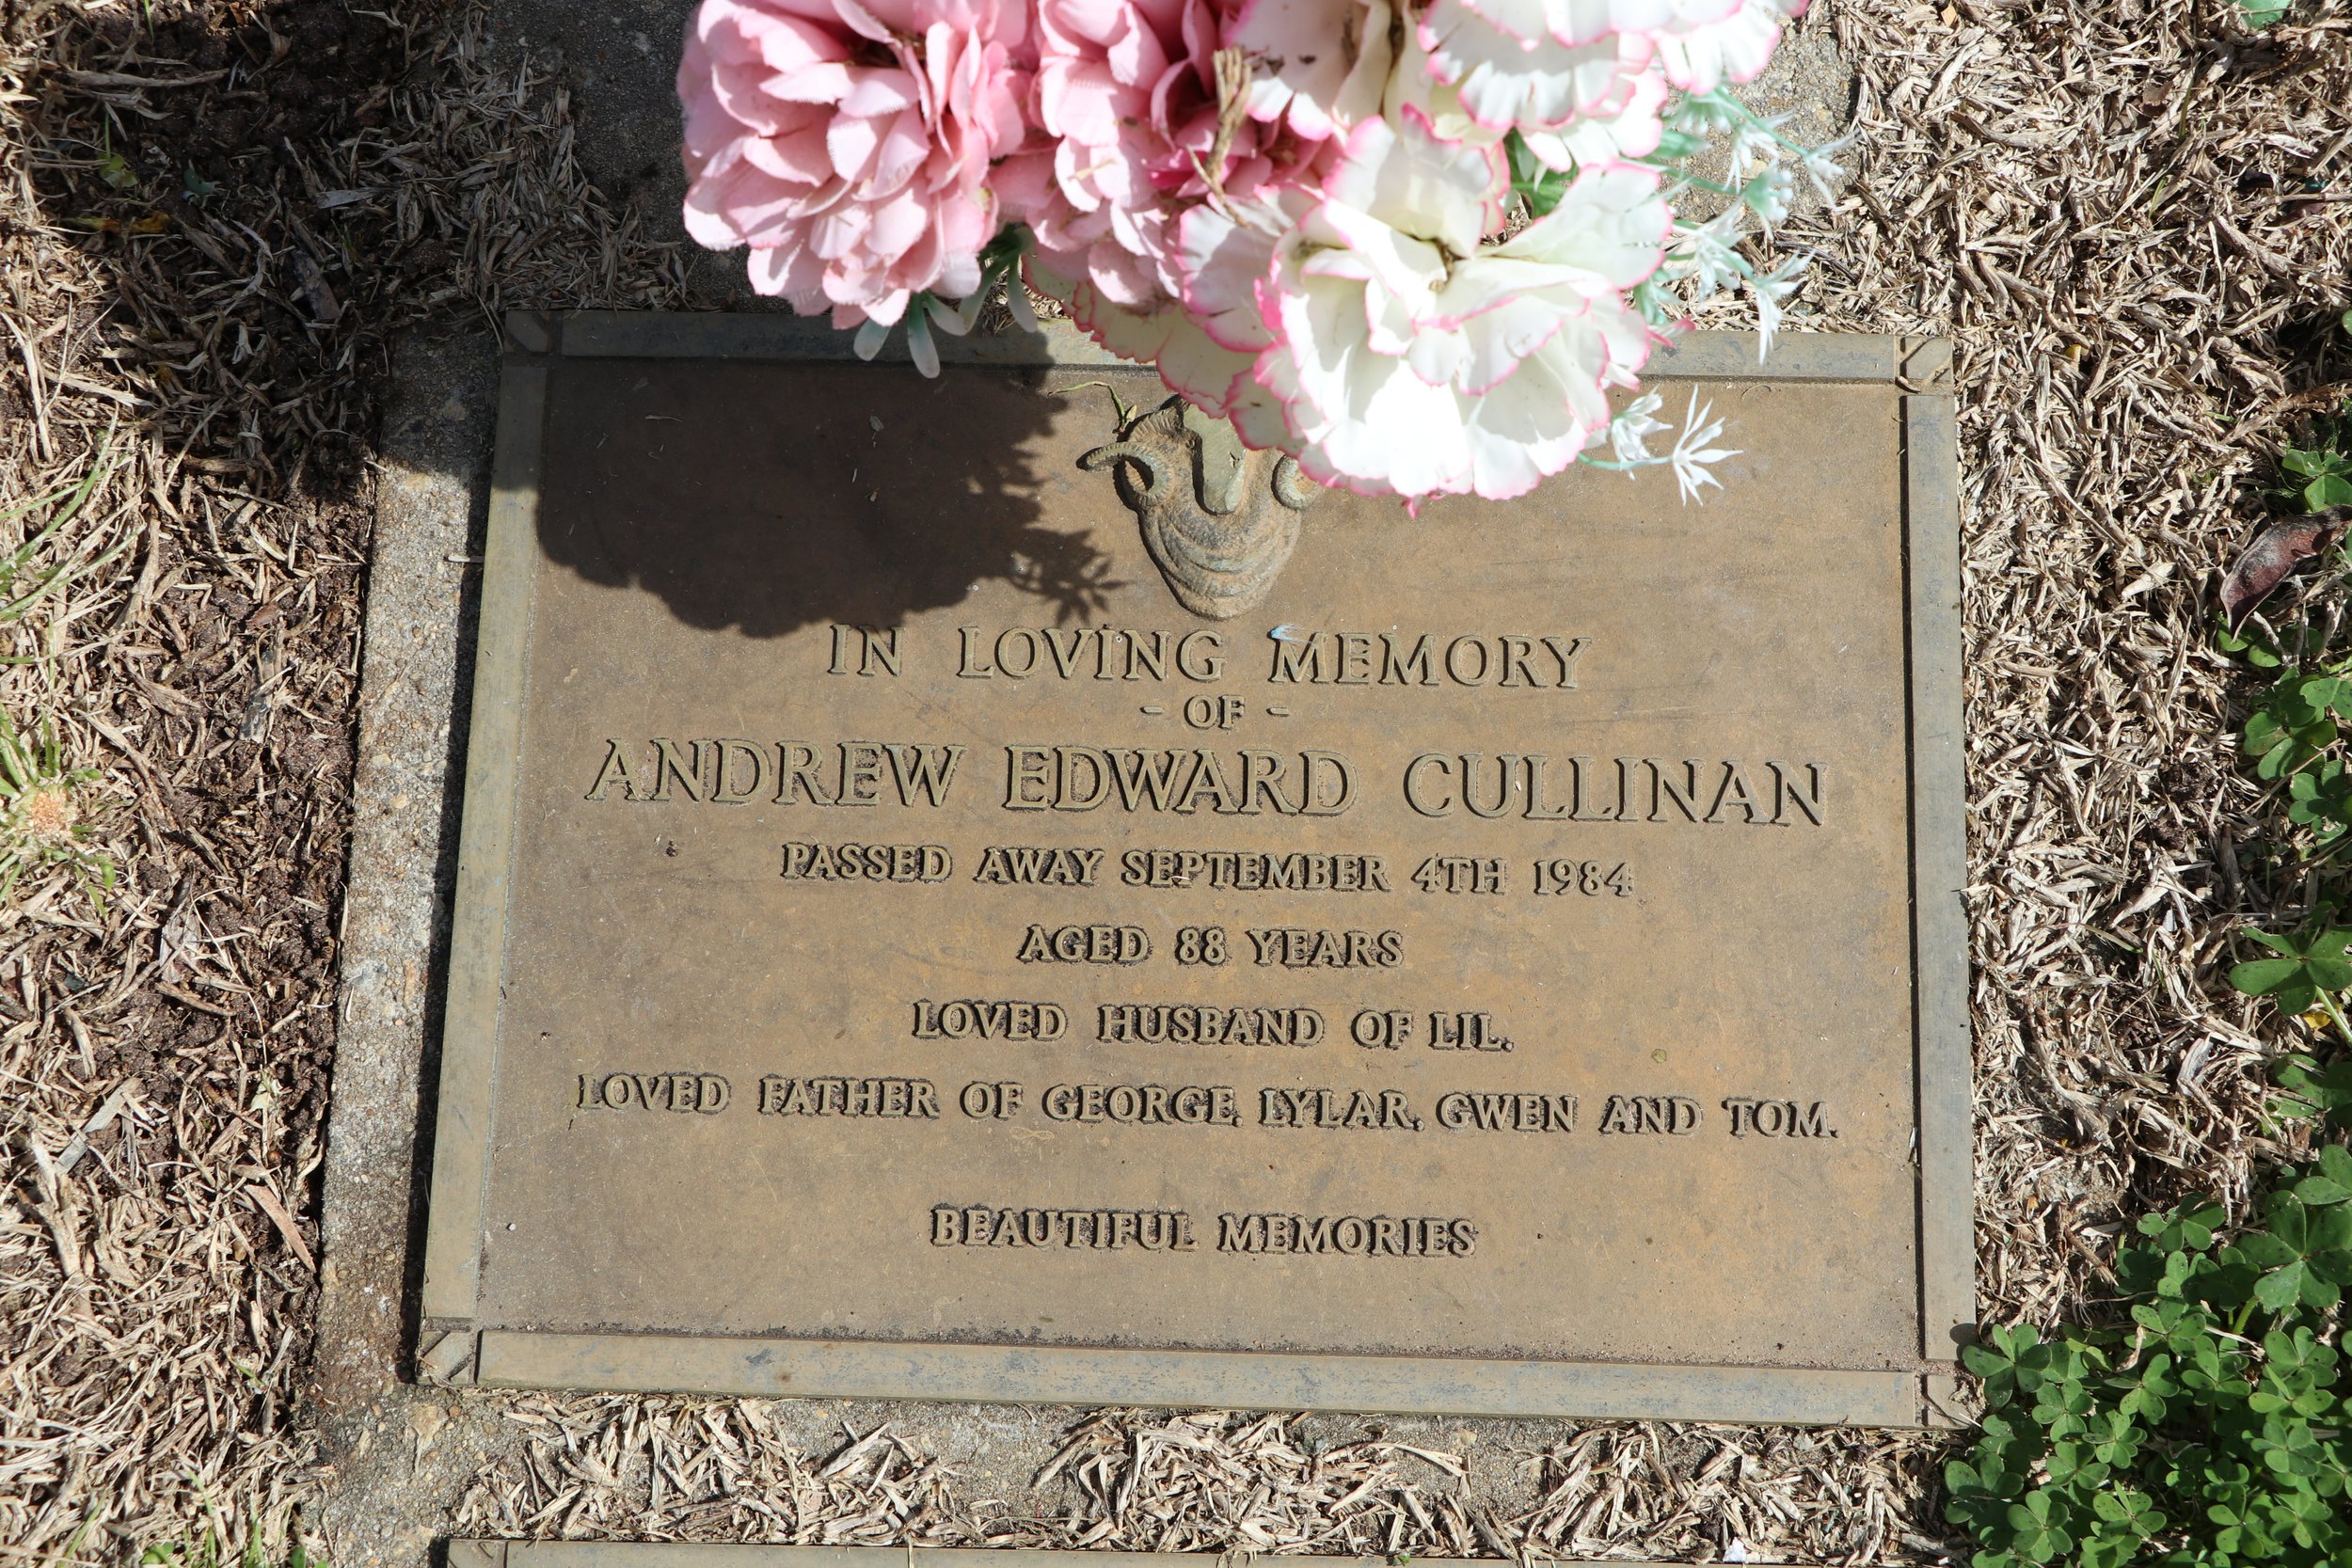 IN LOVING MEMORY
- OF -
ANDREW EDWARD CULLINAN
PASSED AWAY SEPTEMBER 4TH 1984
AGED 88 YEARS
LOVED HUSBAND OF LIL.
LOVED FATHER OF GEORGE, LYLAR, GWEN AND TOM.
BEAUTIFUL MEMORIES